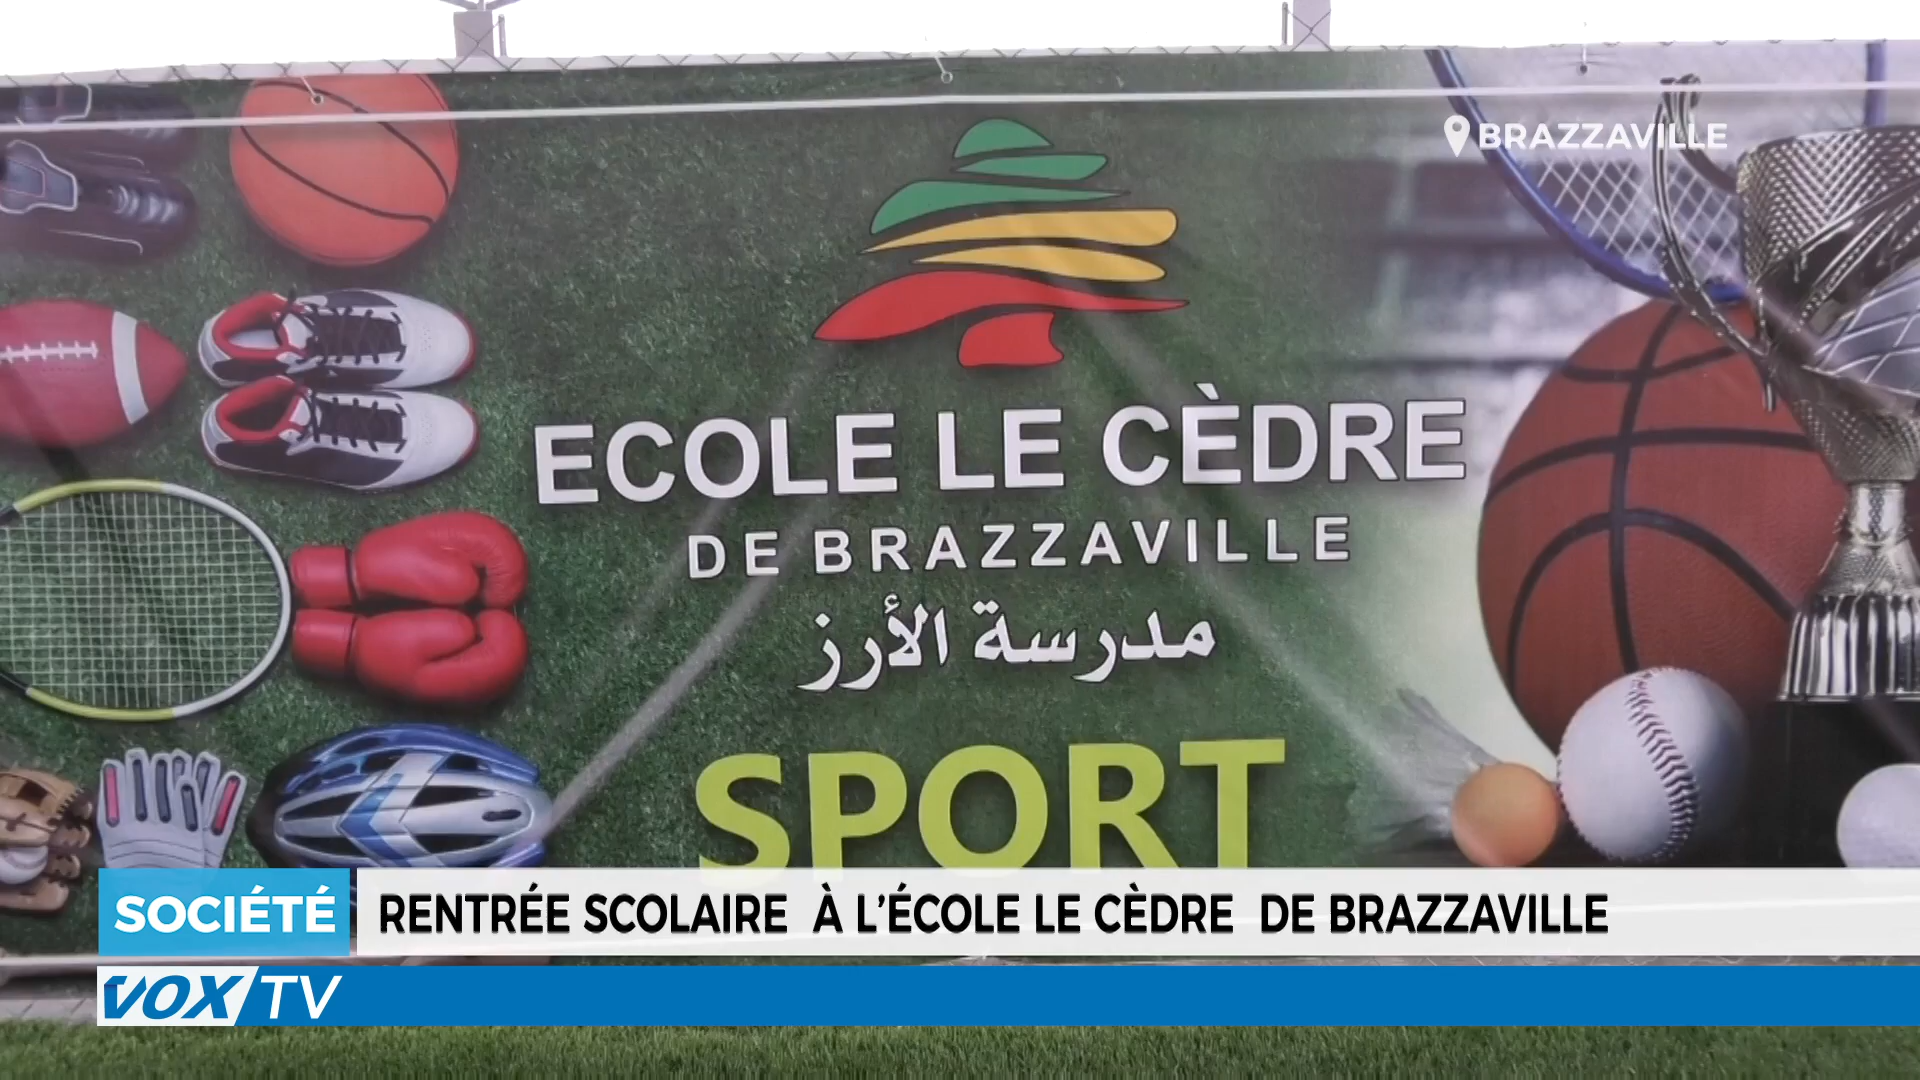 BRAZZAVILLE
ECOLE LE CÈDRE
DE BRAZZAVILLE
مدرسة الأرز
SPORT
SOCIÉTÉ
RENTRÉE SCOLAIRE À L'ÉCOLE LE CÈDRE DE BRAZZAVILLE
VOX TV